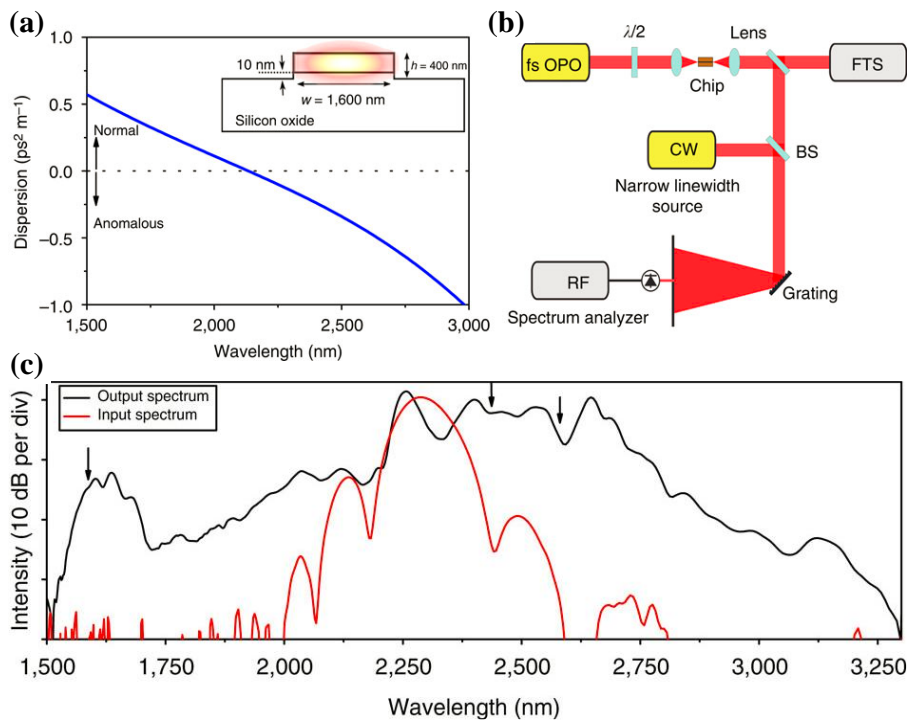 (a)
1.0
0.5
0.0
−0.5
−1.0
Dispersion (ps² m⁻¹)
Normal
Anomalous
10 nm
h = 400 nm
w = 1,600 nm
Silicon oxide
1,500
2,000
2,500
3,000
Wavelength (nm)
(b)
λ/2
Lens
fs OPO
Chip
FTS
CW
BS
Narrow linewidth
source
RF
Spectrum analyzer
Grating
(c)
Output spectrum
Input spectrum
Intensity (10 dB per div)
1,500
1,750
2,000
2,250
2,500
2,750
3,000
3,250
Wavelength (nm)